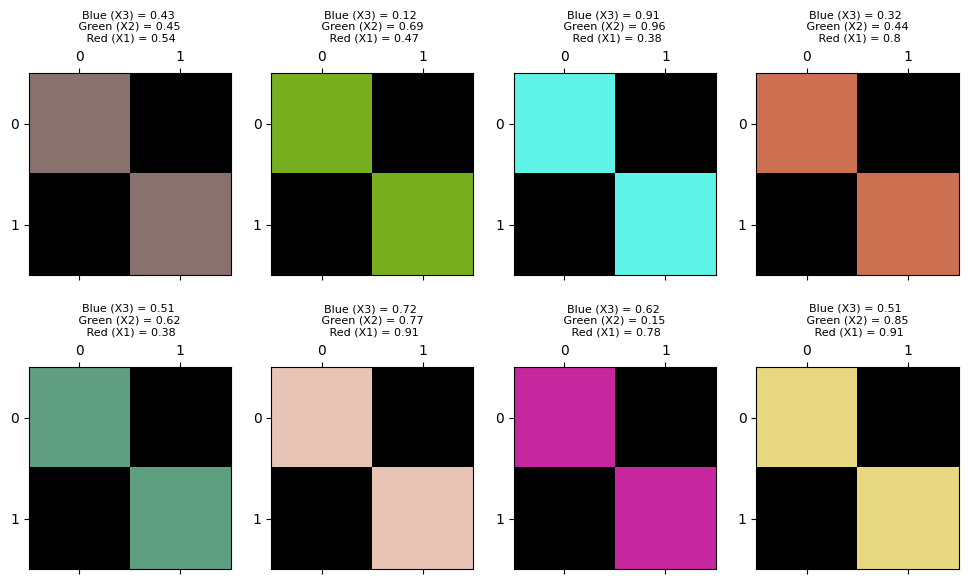 Blue (X3) = 0.43
Green (X2) = 0.45
Red (X1) = 0.54
0 1
0
1
Blue (X3) = 0.12
Green (X2) = 0.69
Red (X1) = 0.47
0 1
0
1
Blue (X3) = 0.91
Green (X2) = 0.96
Red (X1) = 0.38
0 1
0
1
Blue (X3) = 0.32
Green (X2) = 0.44
Red (X1) = 0.8
0 1
0
1
Blue (X3) = 0.51
Green (X2) = 0.62
Red (X1) = 0.38
0 1
0
1
Blue (X3) = 0.72
Green (X2) = 0.77
Red (X1) = 0.91
0 1
0
1
Blue (X3) = 0.62
Green (X2) = 0.15
Red (X1) = 0.78
0 1
0
1
Blue (X3) = 0.51
Green (X2) = 0.85
Red (X1) = 0.91
0 1
0
1